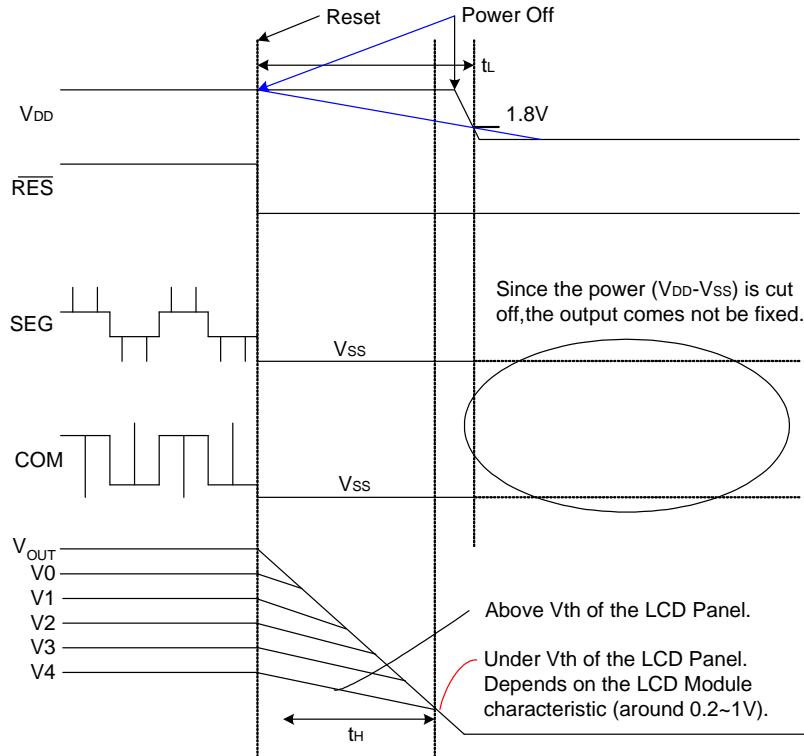 Reset
Power Off
tL
VDD
1.8V
RES
Since the power (VDD-VSS) is cut
off,the output comes not be fixed.
SEG
VSS
COM
VSS
VOUT
V0
V1
V2
V3
V4
Above Vth of the LCD Panel.
Under Vth of the LCD Panel.
Depends on the LCD Module
characteristic (around 0.2~1V).
tH